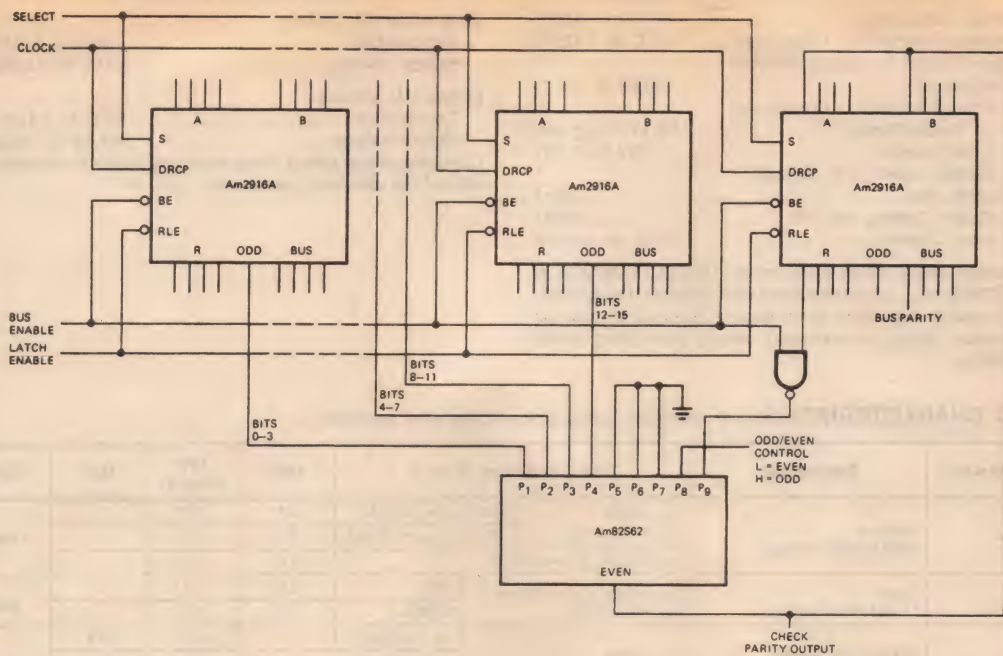 SELECT
CLOCK
A B
S
DRCP
Am2916A
BE
RLE
R ODD BUS
A B
S
DRCP
Am2916A
BE
RLE
R ODD BUS
A B
S
DRCP
Am2916A
BE
RLE
R ODD BUS
BITS
12–15
BUS PARITY
BUS
ENABLE
LATCH
ENABLE
BITS
8–11
BITS
4–7
BITS
0–3
ODD/EVEN
CONTROL
L = EVEN
H = ODD
P1 P2 P3 P4 P5 P6 P7 P8 P9
Am82S62
EVEN
CHECK
PARITY OUTPUT